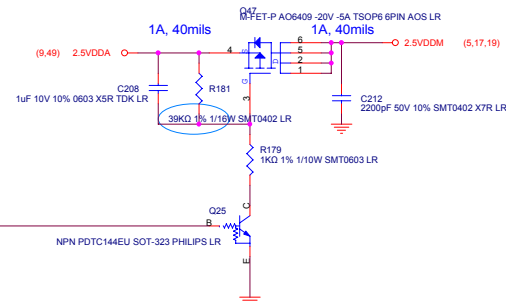 Q47
M-FET-P AO6409 -20V -5A TSOP6 6PIN AOS LR
1A, 40mils
1A, 40mils
(9,49) 2.5VDDA
4
S
D
G
6
5
2
1
2.5VDDM (5,17,19)
3
C208
1uF 10V 10% 0603 X5R TDK LR
R181
39KΩ 1% 1/16W SMT0402 LR
C212
2200pF 50V 10% SMT0402 X7R LR
R179
1KΩ 1% 1/10W SMT0603 LR
Q25
C
B
E
NPN PDTC144EU SOT-323 PHILIPS LR